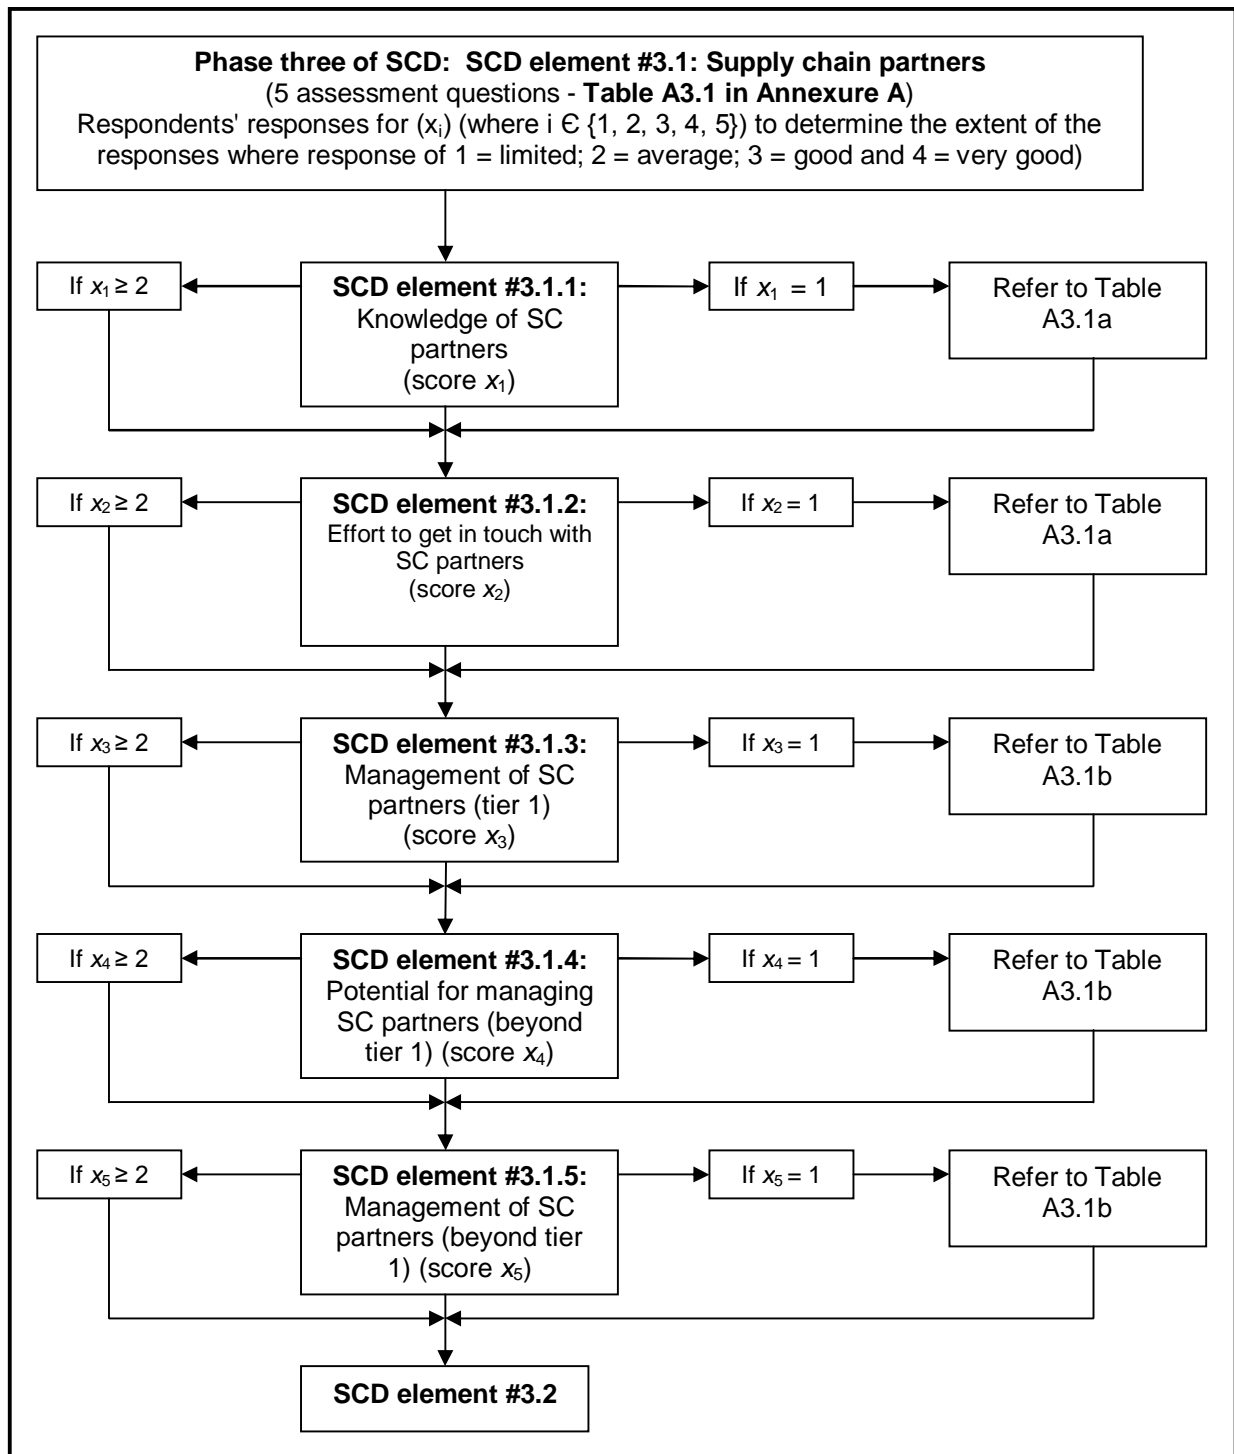 Phase three of SCD: SCD element #3.1: Supply chain partners
(5 assessment questions - Table A3.1 in Annexure A)
Respondents' responses for (xᵢ) (where i Є {1, 2, 3, 4, 5}) to determine the extent of the
responses where response of 1 = limited; 2 = average; 3 = good and 4 = very good)
If x₁ ≥ 2
SCD element #3.1.1:
Knowledge of SC
partners
(score x₁)
If x₁ = 1
Refer to Table
A3.1a
If x₂ ≥ 2
SCD element #3.1.2:
Effort to get in touch with
SC partners
(score x₂)
If x₂ = 1
Refer to Table
A3.1a
If x₃ ≥ 2
SCD element #3.1.3:
Management of SC
partners (tier 1)
(score x₃)
If x₃ = 1
Refer to Table
A3.1b
If x₄ ≥ 2
SCD element #3.1.4:
Potential for managing
SC partners (beyond
tier 1) (score x₄)
If x₄ = 1
Refer to Table
A3.1b
If x₅ ≥ 2
SCD element #3.1.5:
Management of SC
partners (beyond tier
1) (score x₅)
If x₅ = 1
Refer to Table
A3.1b
SCD element #3.2